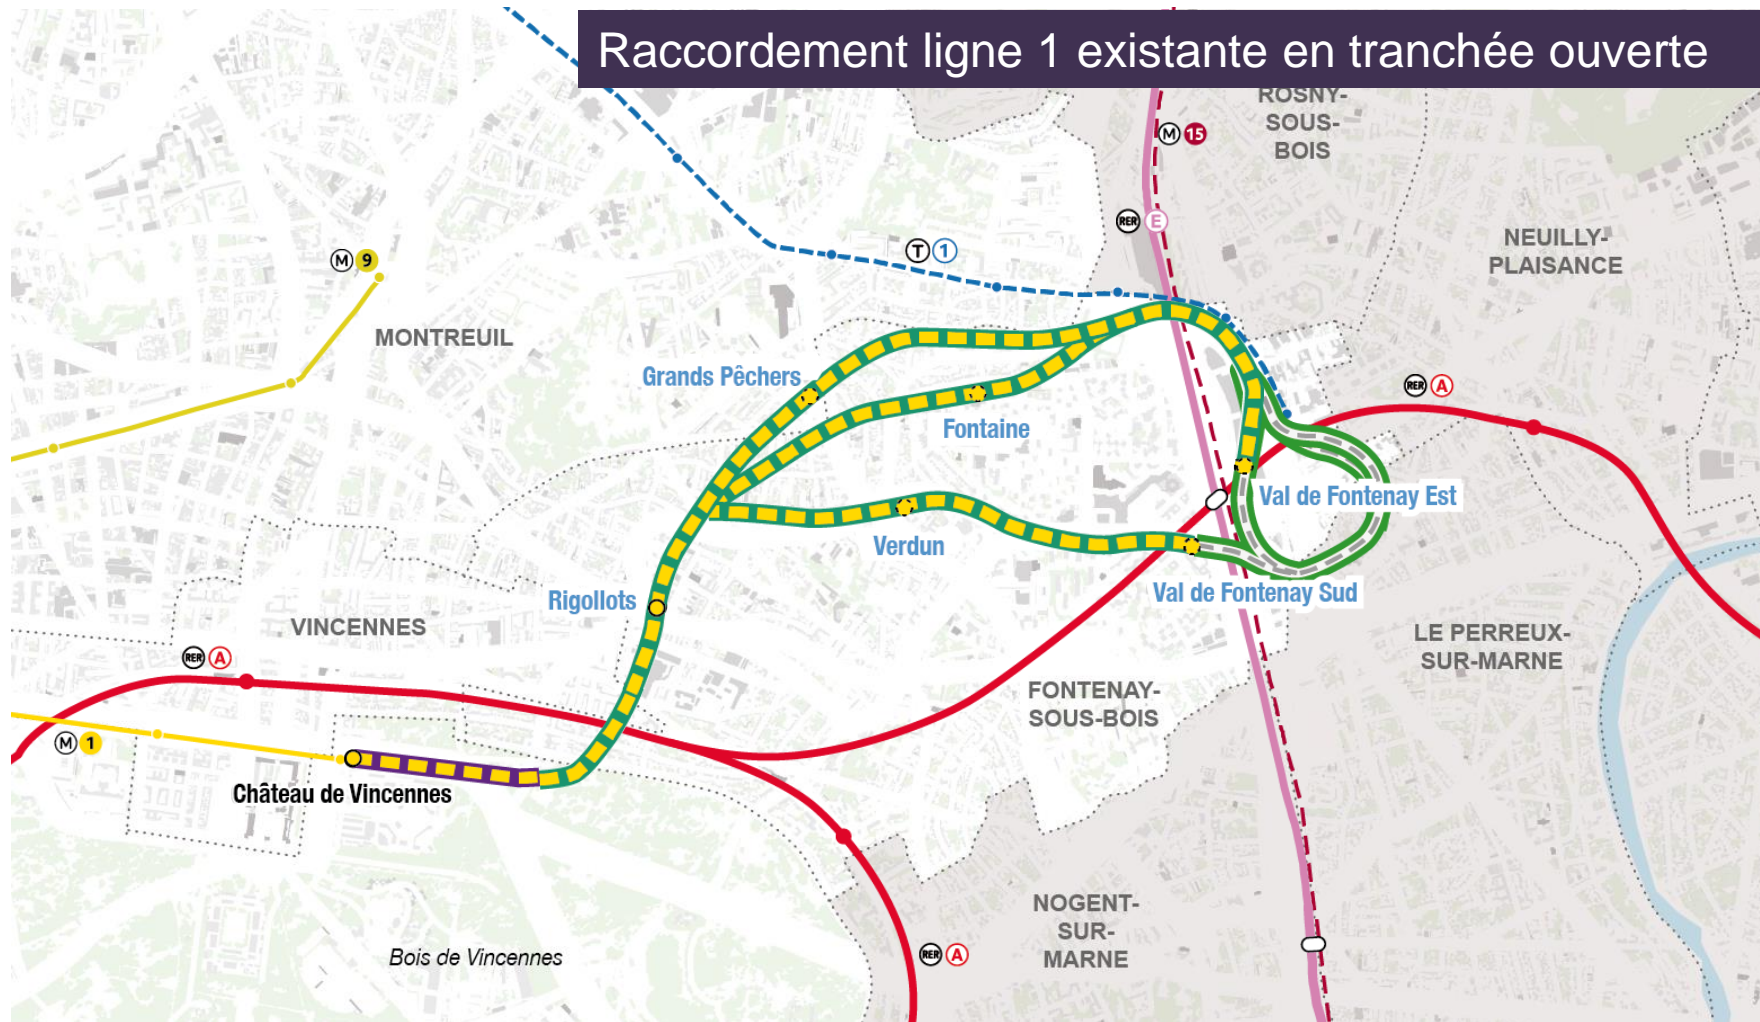 Raccordement ligne 1 existante en tranchée ouverte
ROSNY-
SOUS-
BOIS
M 15
RER E
T 1
NEUILLY-
PLAISANCE
M 9
MONTREUIL
Grands Pêchers
RER A
Fontaine
Val de Fontenay Est
Verdun
Val de Fontenay Sud
Rigollots
VINCENNES
LE PERREUX-
SUR-MARNE
RER A
FONTENAY-
SOUS-BOIS
M 1
Château de Vincennes
NOGENT-
SUR-
MARNE
Bois de Vincennes
RER A